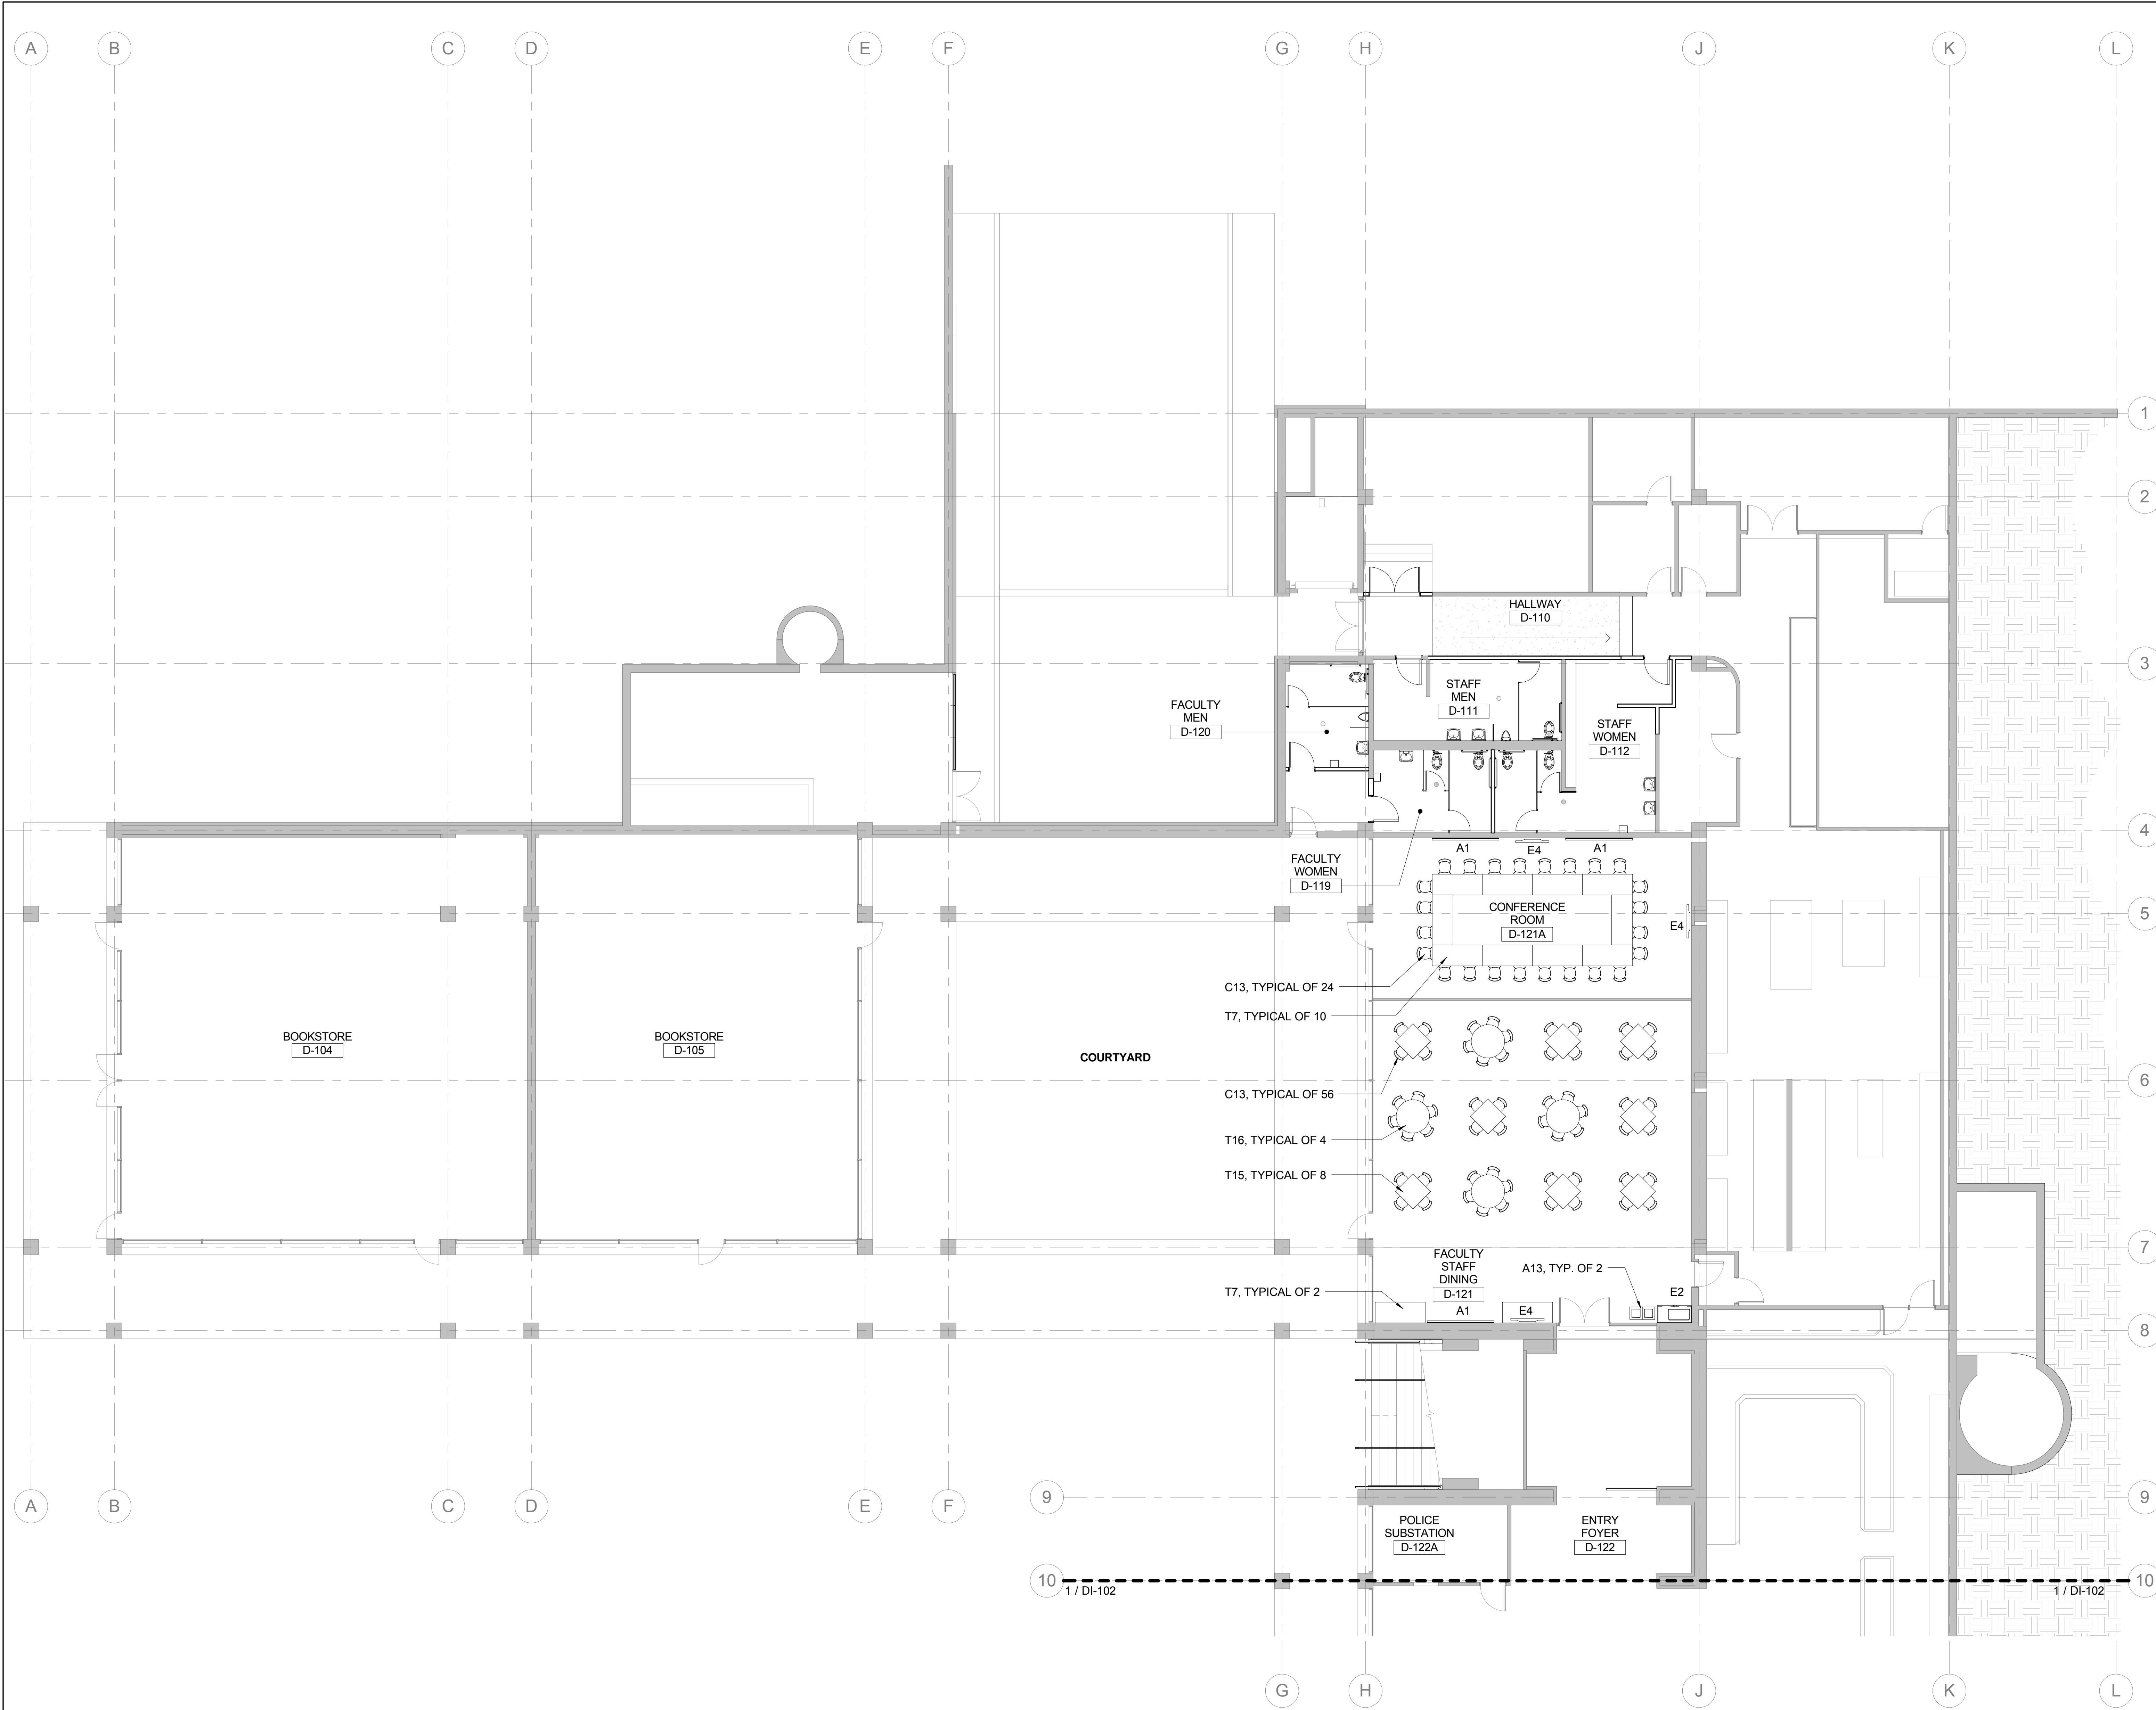 A B C D E F G H J K L
1
2
HALLWAY
D-110
3
STAFF
MEN
D-111
FACULTY
MEN
D-120
STAFF
WOMEN
D-112
4
A1 E4 A1
FACULTY
WOMEN
D-119
CONFERENCE
ROOM
D-121A
5
E4
C13, TYPICAL OF 24
T7, TYPICAL OF 10
BOOKSTORE
D-104
BOOKSTORE
D-105
COURTYARD
6
C13, TYPICAL OF 56
T16, TYPICAL OF 4
T15, TYPICAL OF 8
7
FACULTY
STAFF
DINING
D-121
A13, TYP. OF 2
T7, TYPICAL OF 2
E2
A1 E4
8
A B C D E F
9 9
POLICE
SUBSTATION
D-122A
ENTRY
FOYER
D-122
10 10
1 / DI-102 1 / DI-102
G H J K L